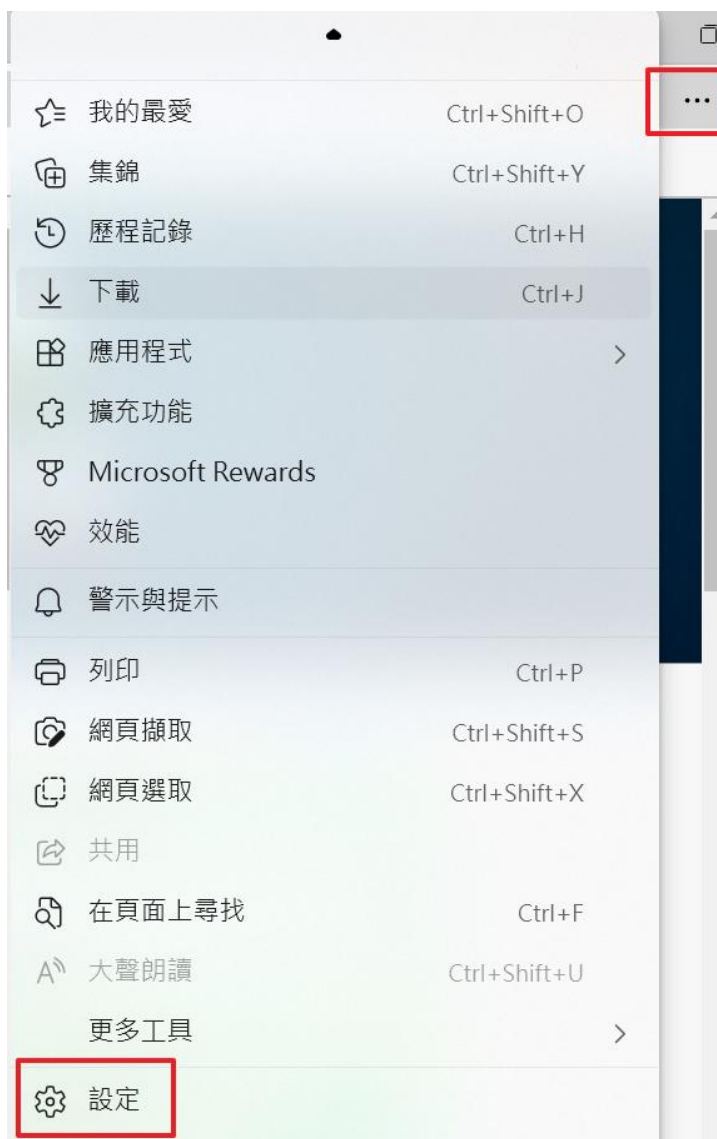 我的最愛 Ctrl+Shift+O
集錦 Ctrl+Shift+Y
歷程記錄 Ctrl+H
下載 Ctrl+J
應用程式
擴充功能
Microsoft Rewards
效能
警示與提示
列印 Ctrl+P
網頁擷取 Ctrl+Shift+S
網頁選取 Ctrl+Shift+X
共用
在頁面上尋找 Ctrl+F
大聲朗讀 Ctrl+Shift+U
更多工具
設定